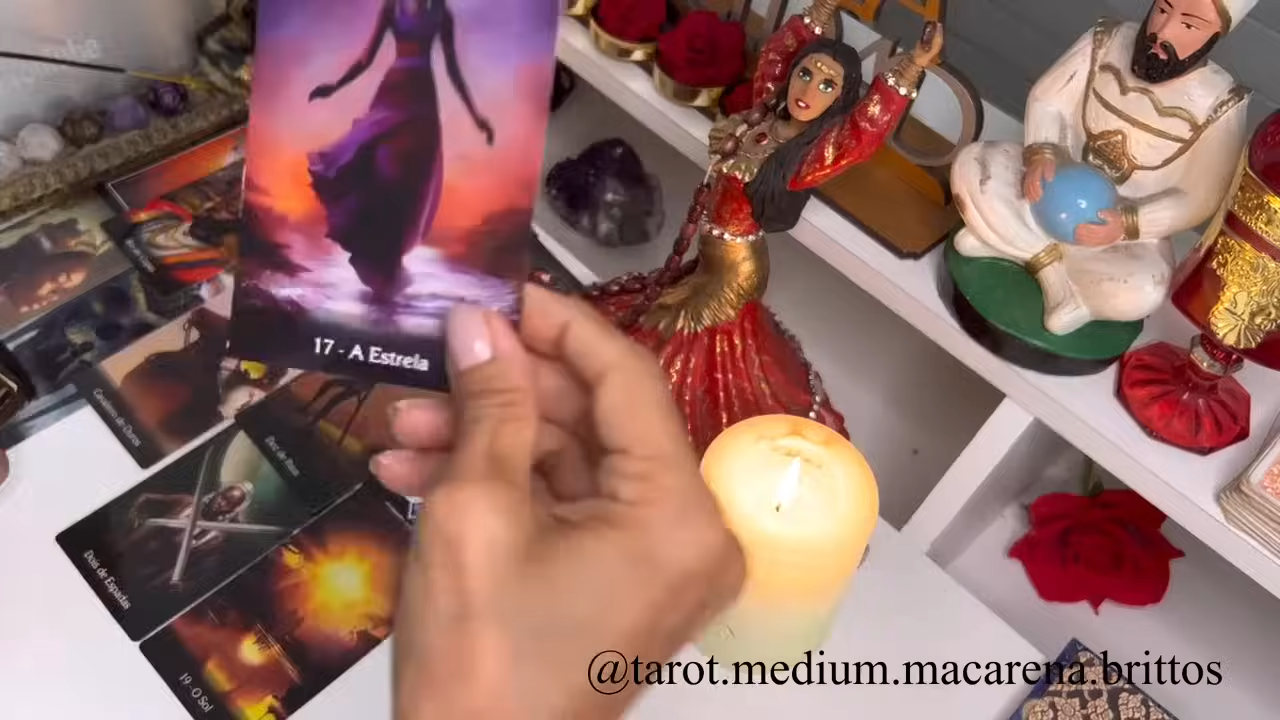 17 - A Estrela
Dois de Espadas
19 - O Sol
@tarot.medium.macarena.brittos